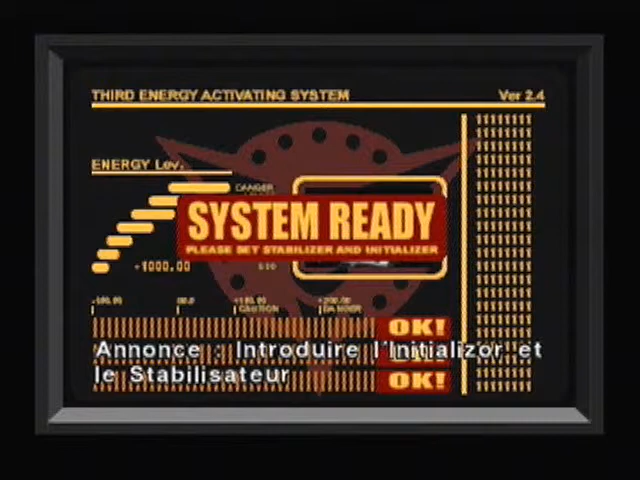 THIRD ENERGY ACTIVATING SYSTEM Ver 2.4
ENERGY Lev.
DANGER
SYSTEM READY
PLEASE SET STABILIZER AND INITIALIZER
+1000.00
CAUTION DANGER
OK!
Annonce : Introduire l'Initializor et
le Stabilisateur
OK!